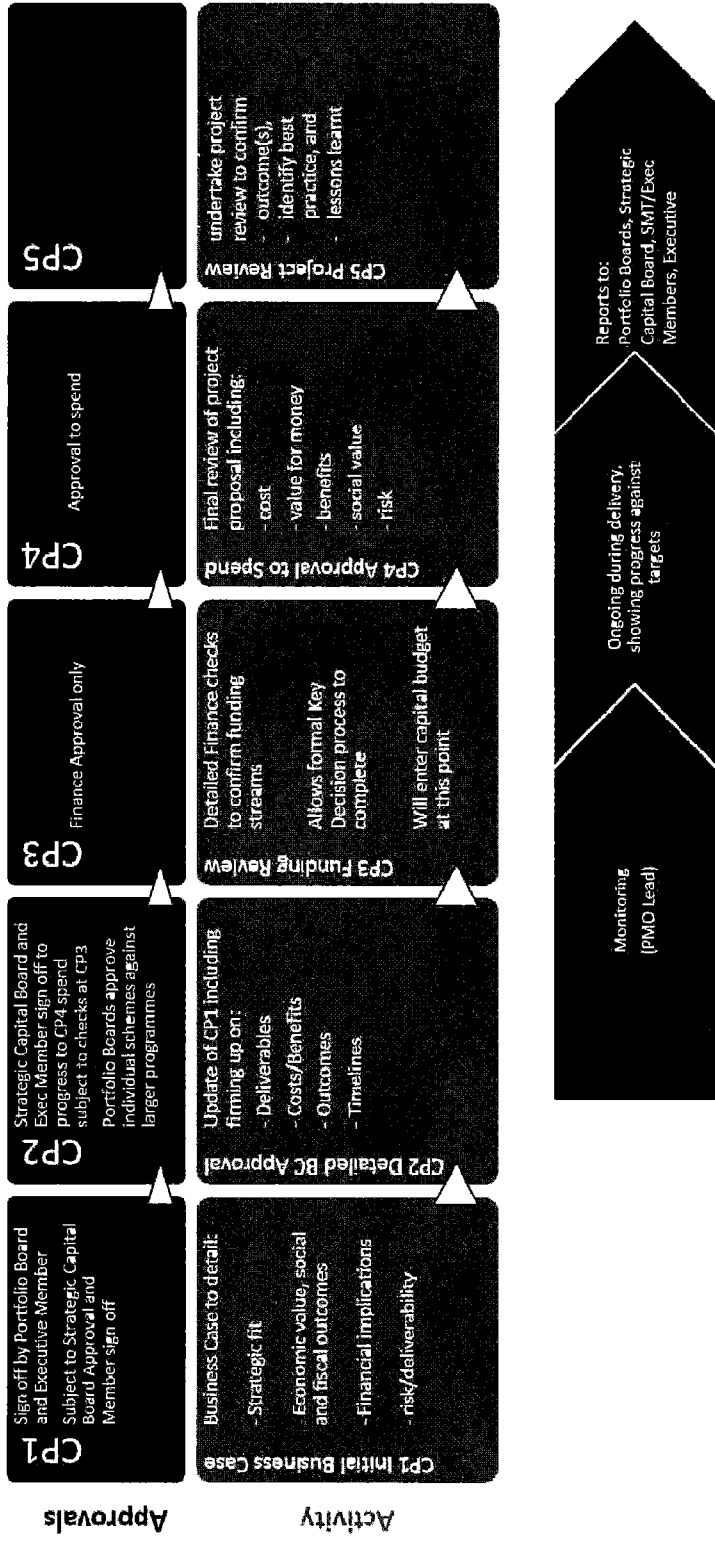 Approvals
CP1
Sign off by Portfolio Board
and Executive Member
Subject to Strategic Capital
Board Approval and
Member sign off
CP2
Strategic Capital Board and
Exec Member sign off to
progress to CP4 spend
subject to checks at CP3
Portfolio Boards approve
individual schemes against
larger programmes
CP3
Finance Approval only
CP4
Approval to spend
CP5
Activity
CP1 Initial Business Case
Business Case to detail:
- Strategic fit
Economic value, social
and fiscal outcomes
- Financial implications
- risk/deliverability
CP2 Detailed BC Approval
Update of CP1 including
firming up on:
- Deliverables
- Costs/Benefits
- Outcomes
- Timelines
CP3 Funding Review
Detailed Finance checks
to confirm funding
streams
Allows formal Key
Decision process to
complete
Will enter capital budget
at this point
CP4 Approval to Spend
Final review of project
proposal including:
- cost
- value for money
- benefits
- social value
- risk
CP5 Project Review
undertake project
review to confirm
- outcome(s),
- identify best
practice, and
- lessons learnt
Monitoring
(PMO Lead)
Ongoing during delivery,
showing progress against
targets
Reports to:
Portfolio Boards, Strategic
Capital Board, SMT/Exec
Members, Executive